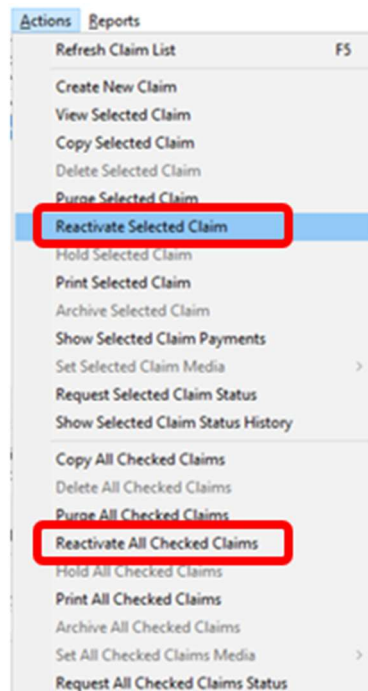 Actions Reports
Refresh Claim List F5
Create New Claim
View Selected Claim
Copy Selected Claim
Delete Selected Claim
Purge Selected Claim
Reactivate Selected Claim
Hold Selected Claim
Print Selected Claim
Archive Selected Claim
Show Selected Claim Payments
Set Selected Claim Media >
Request Selected Claim Status
Show Selected Claim Status History
Copy All Checked Claims
Delete All Checked Claims
Purge All Checked Claims
Reactivate All Checked Claims
Hold All Checked Claims
Print All Checked Claims
Archive All Checked Claims
Set All Checked Claims Media >
Request All Checked Claims Status